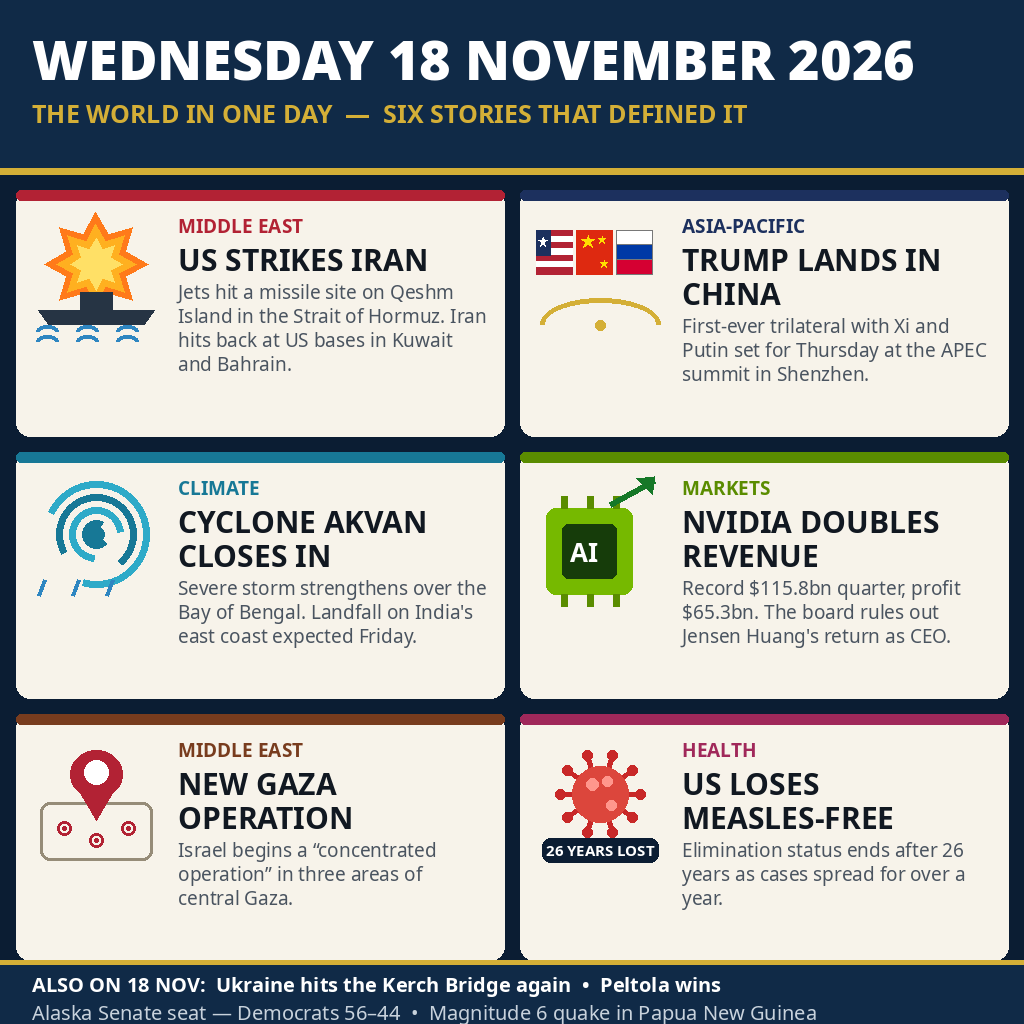 WEDNESDAY 18 NOVEMBER 2026
THE WORLD IN ONE DAY — SIX STORIES THAT DEFINED IT
MIDDLE EAST
US STRIKES IRAN
Jets hit a missile site on Qeshm
Island in the Strait of Hormuz. Iran
hits back at US bases in Kuwait
and Bahrain.
ASIA-PACIFIC
TRUMP LANDS IN
CHINA
First-ever trilateral with Xi and
Putin set for Thursday at the APEC
summit in Shenzhen.
CLIMATE
CYCLONE AKVAN
CLOSES IN
Severe storm strengthens over the
Bay of Bengal. Landfall on India's
east coast expected Friday.
AI
MARKETS
NVIDIA DOUBLES
REVENUE
Record $115.8bn quarter, profit
$65.3bn. The board rules out
Jensen Huang's return as CEO.
MIDDLE EAST
NEW GAZA
OPERATION
Israel begins a “concentrated
operation” in three areas of
central Gaza.
26 YEARS LOST
HEALTH
US LOSES
MEASLES-FREE
Elimination status ends after 26
years as cases spread for over a
year.
ALSO ON 18 NOV: Ukraine hits the Kerch Bridge again • Peltola wins
Alaska Senate seat — Democrats 56–44 • Magnitude 6 quake in Papua New Guinea